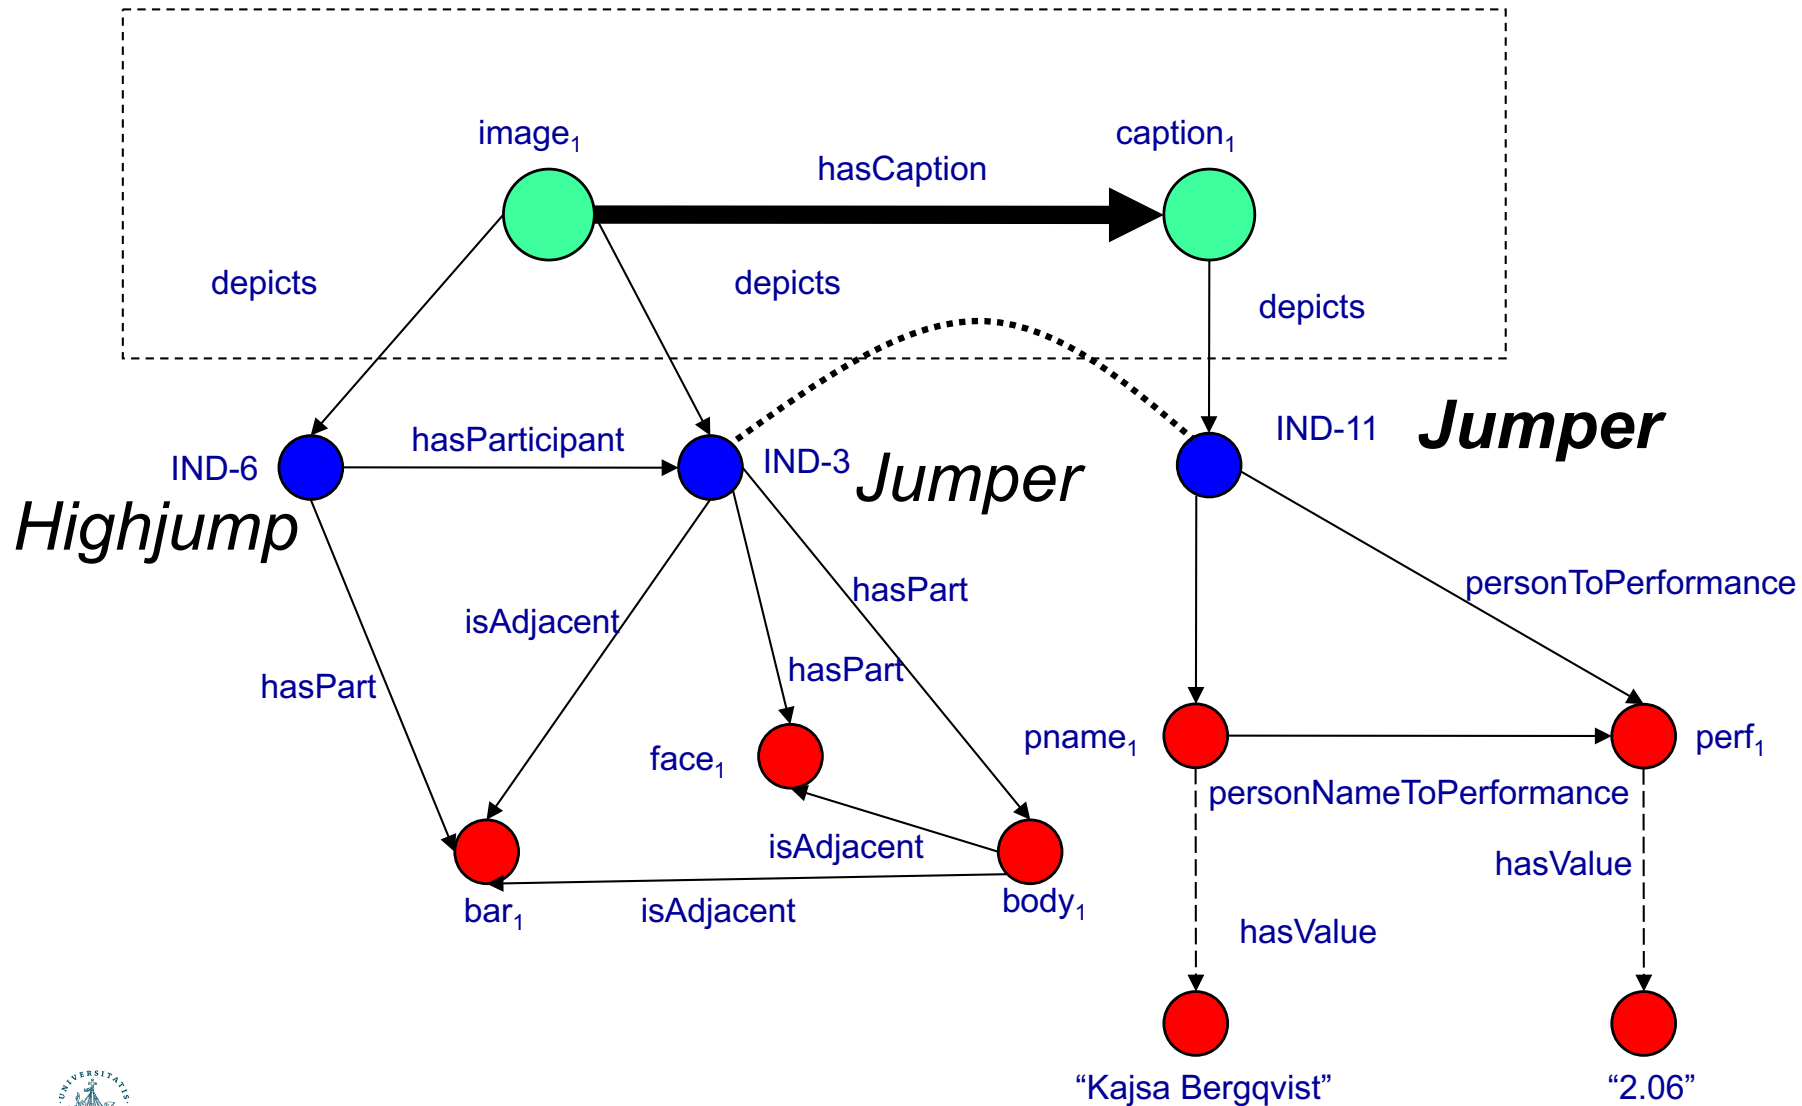 image₁
caption₁
hasCaption
depicts
depicts
depicts
IND-11 Jumper
hasParticipant
IND-6
IND-3 Jumper
Highjump
hasPart
personToPerformance
isAdjacent
hasPart
hasPart
face₁
pname₁
perf₁
personNameToPerformance
isAdjacent
hasValue
bar₁
isAdjacent
body₁
hasValue
"Kajsa Bergqvist"
"2.06"
UNIVERSITATIS